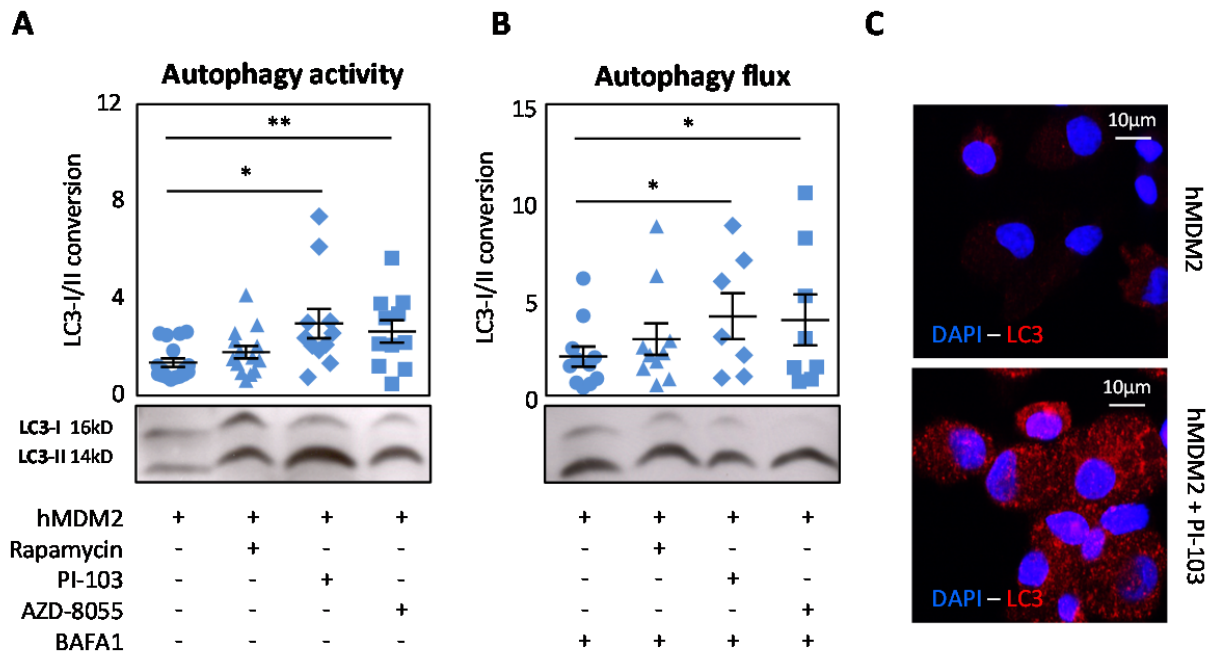 A
B
C
Autophagy activity
Autophagy flux
LC3-I/II conversion
12
8
4
0
**
*
LC3-I/II conversion
15
10
5
0
*
*
10μm
DAPI – LC3
hMDM2
10μm
DAPI – LC3
hMDM2 + PI-103
LC3-I 16kD
LC3-II 14kD
hMDM2 + + + + + + + +
Rapamycin - + - - - + - -
PI-103 - - + - - - + -
AZD-8055 - - - + - - - +
BAFA1 - - - - + + + +